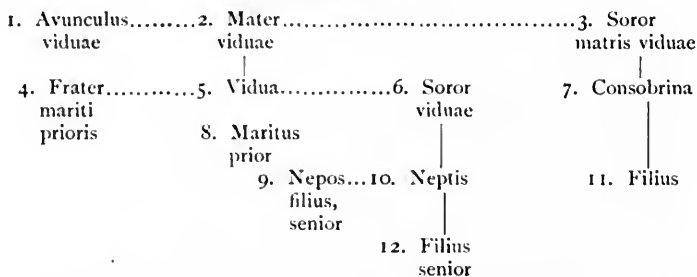 1. Avunculus.........2. Mater.......................................3. Soror
viduae viduae matris viduae
4. Frater............5. Vidua................6. Soror 7. Consobrina
mariti viduae
prioris 8. Maritus
prior
9. Nepos...10. Neptis 11. Filius
filius,
senior
12. Filius
senior